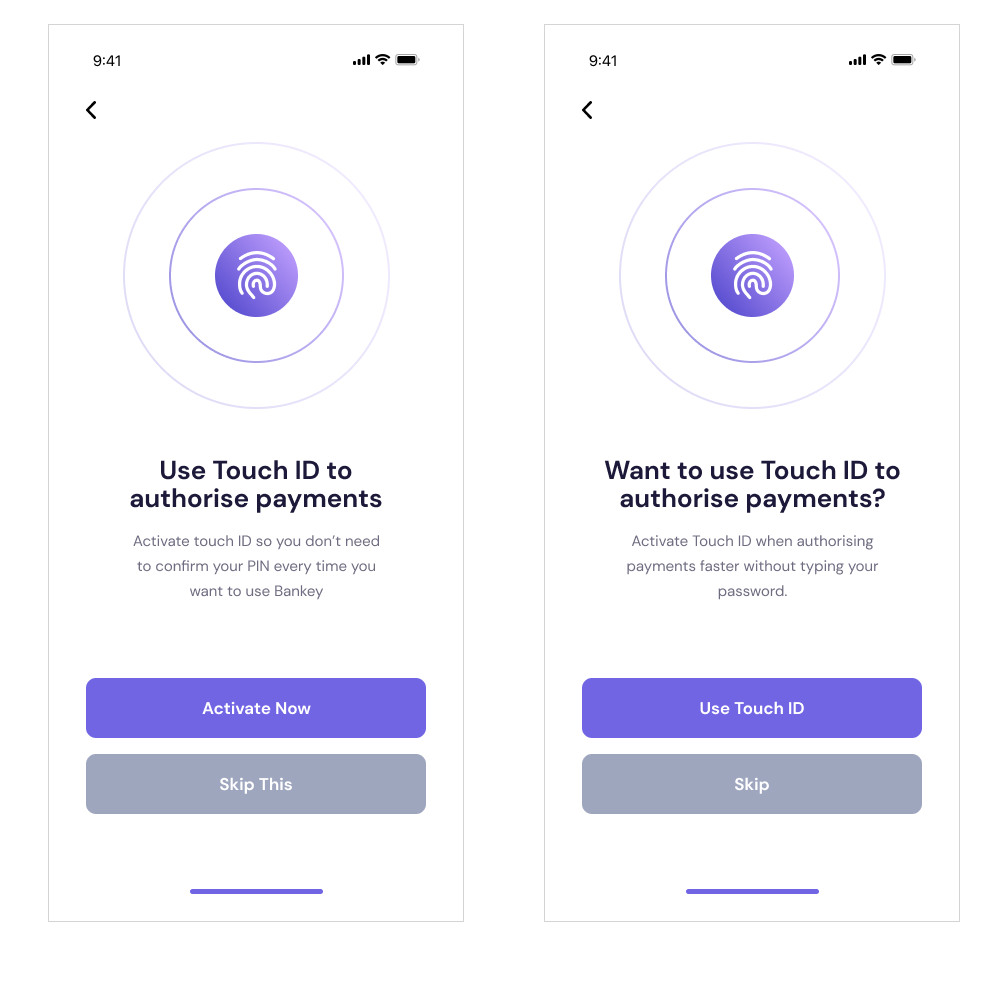 9:41
Use Touch ID to
authorise payments
Activate touch ID so you don’t need
to confirm your PIN every time you
want to use Bankey
Activate Now
Skip This
9:41
Want to use Touch ID to
authorise payments?
Activate Touch ID when authorising
payments faster without typing your
password.
Use Touch ID
Skip